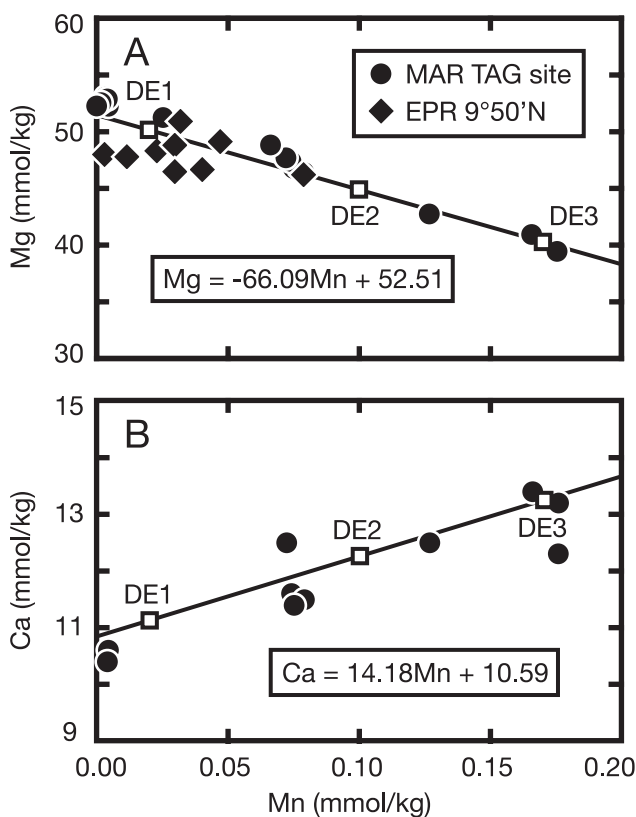 60
A
DE1
MAR TAG site
EPR 9°50'N
50
DE2
DE3
40
Mg = -66.09Mn + 52.51
30
Mg (mmol/kg)
15
B
13
DE2
DE3
DE1
11
Ca = 14.18Mn + 10.59
9
Ca (mmol/kg)
0.00 0.05 0.10 0.15 0.20
Mn (mmol/kg)